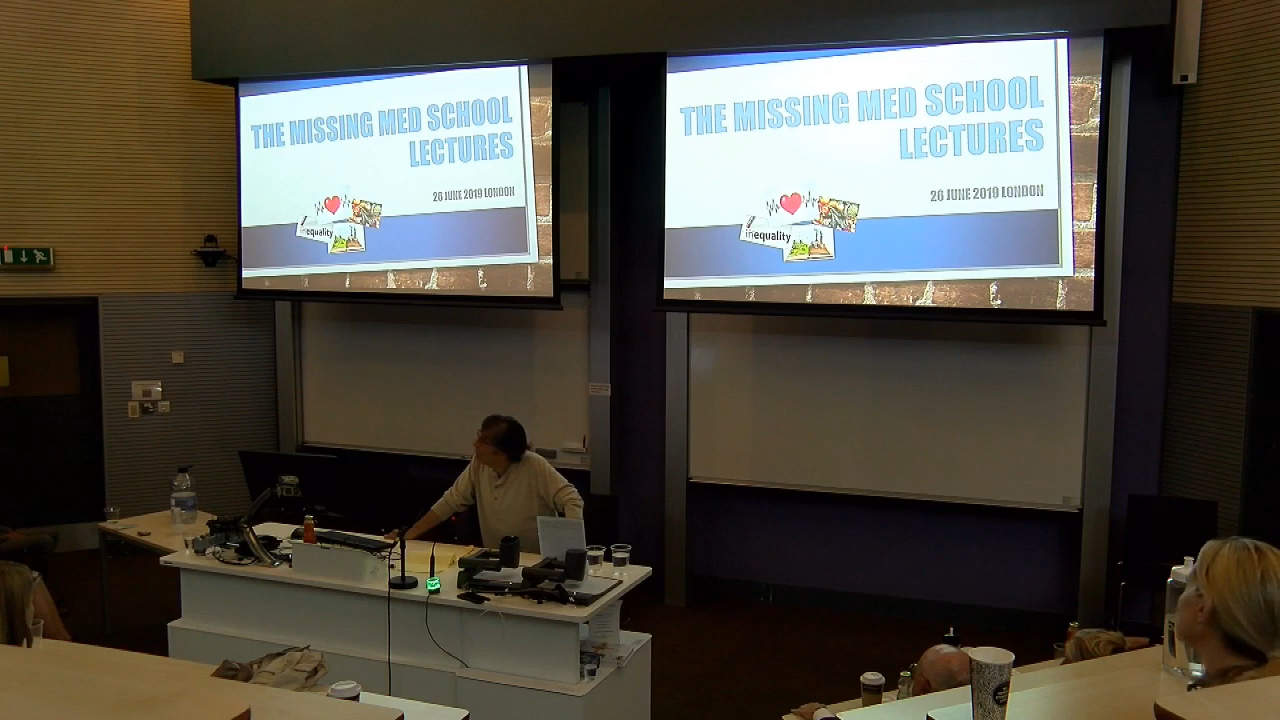 THE MISSING MED SCHOOL
LECTURES
26 JUNE 2019 LONDON
inequality
THE MISSING MED SCHOOL
LECTURES
26 JUNE 2019 LONDON
inequality